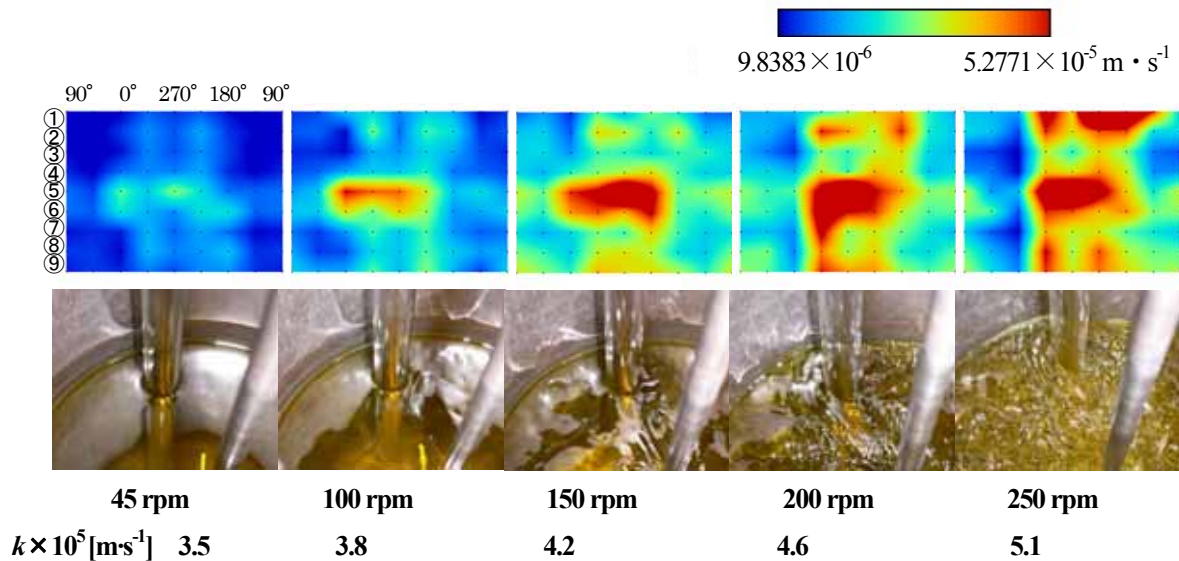 9.8383×10⁻⁶ 5.2771×10⁻⁵ m・s⁻¹
90° 0° 270° 180° 90°
①
②
③
④
⑤
⑥
⑦
⑧
⑨
45 rpm 100 rpm 150 rpm 200 rpm 250 rpm
k×10⁵ [m·s⁻¹] 3.5 3.8 4.2 4.6 5.1